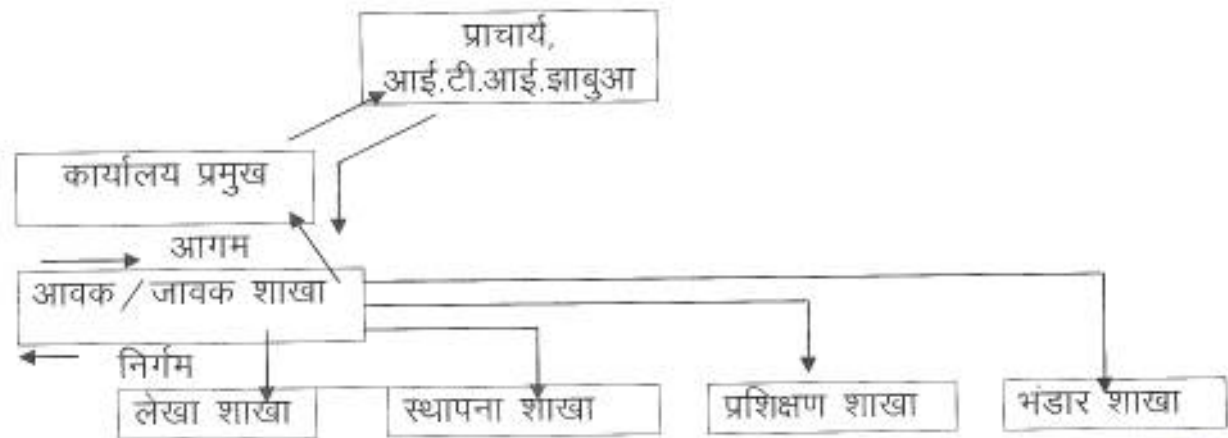 प्राचार्य,
आई.टी.आई.झाबुआ
कार्यालय प्रमुख
आगम
आवक / जावक शाखा
निर्गम
लेखा शाखा
स्थापना शाखा
प्रशिक्षण शाखा
भंडार शाखा